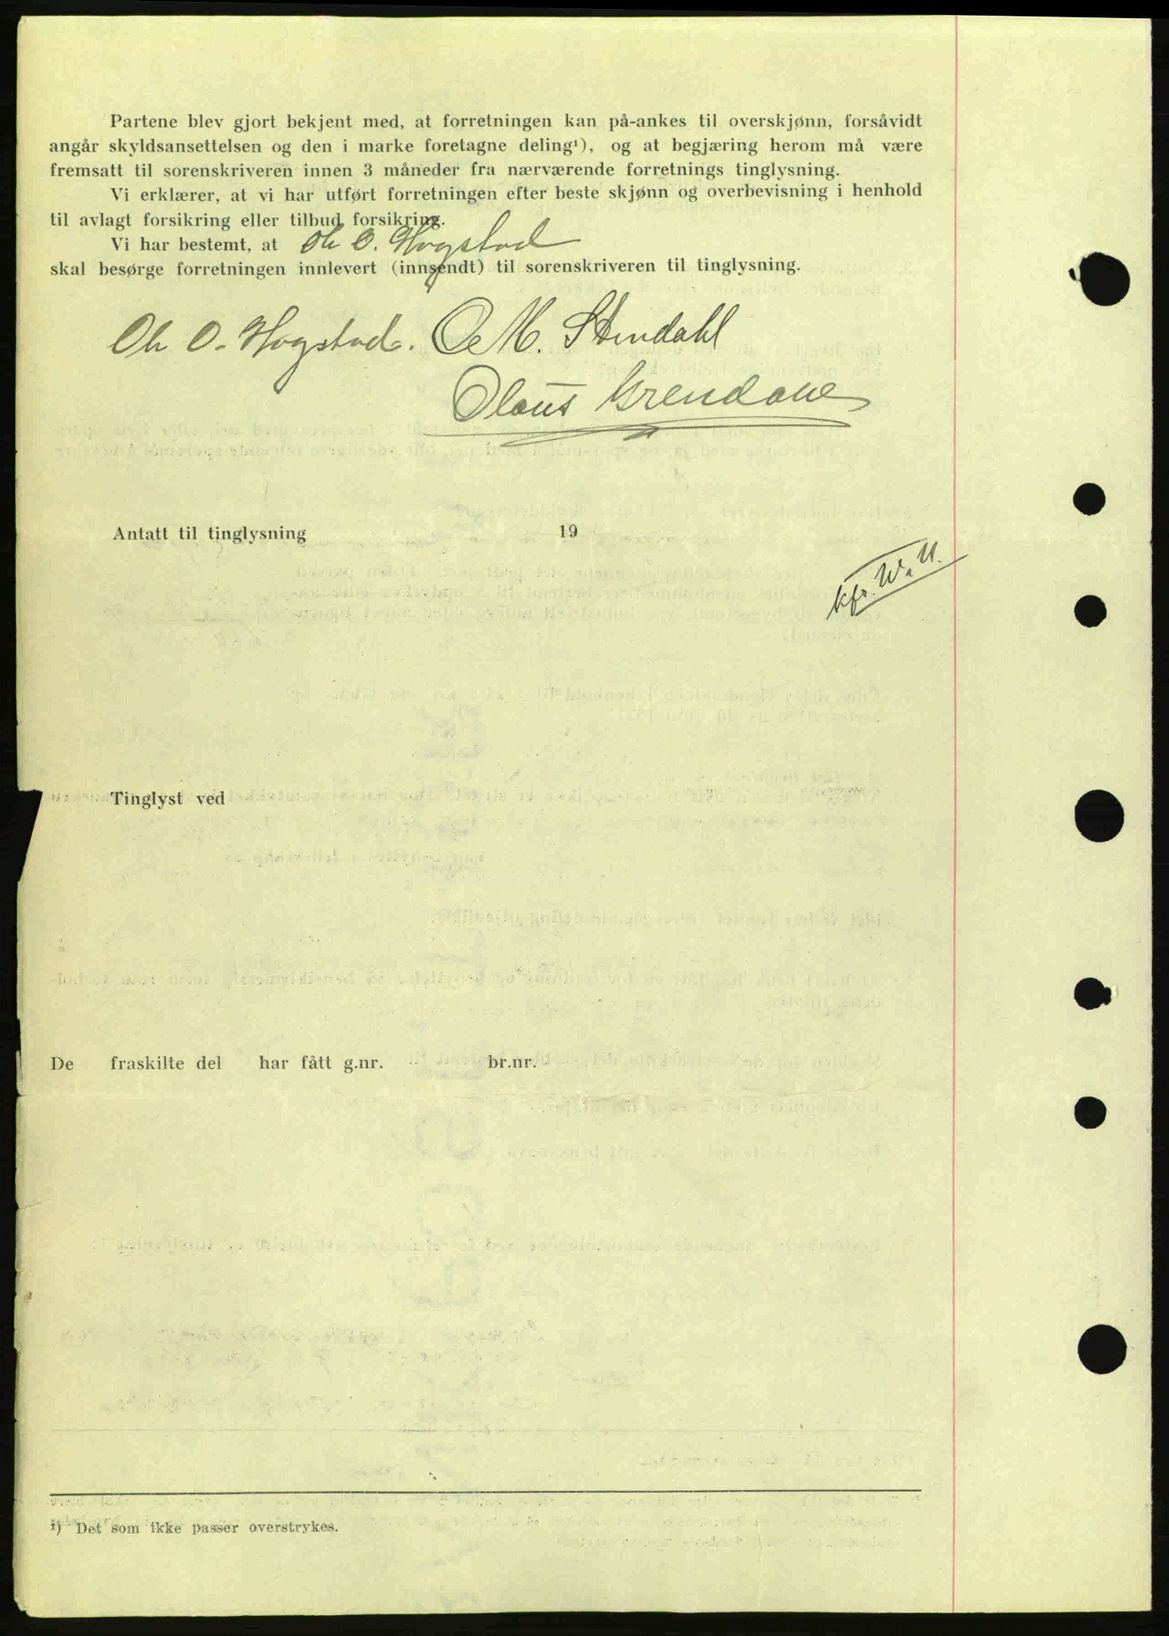 Partene blev gjort bekjent med, at forretningen kan på-ankes til overskjønn, forsåvidt
angår skyldsansettelsen og den i marke foretagne deling¹), og at begjæring herom må være
fremsatt til sorenskriveren innen 3 måneder fra nærværende forretnings tinglysning.
Vi erklærer, at vi har utført forretningen efter beste skjønn og overbevisning i henhold
til avlagt forsikring eller tilbud forsikring.
Vi har bestemt, at O. Hogstad
skal besørge forretningen innlevert (innsendt) til sorenskriveren til tinglysning.
O. Hogstad. O M. Stendahl
Olaus Grendahl
Antatt til tinglysning 19
kfr. W. U.
Tinglyst ved
De fraskilte del har fått g.nr. br.nr.
¹) Det som ikke passer overstrykes.